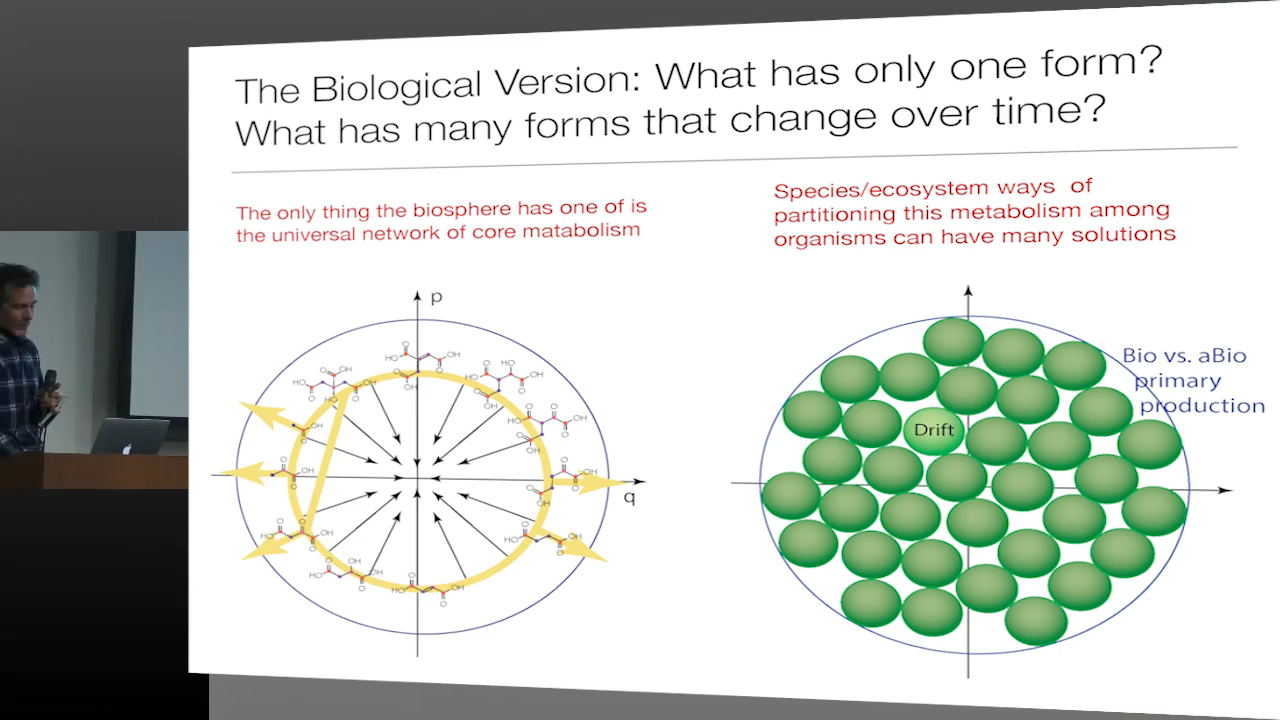 The Biological Version: What has only one form?
What has many forms that change over time?
The only thing the biosphere has one of is
the universal network of core matabolism
Species/ecosystem ways of
partitioning this metabolism among
organisms can have many solutions
p
q
Bio vs. aBio
primary
production
Drift